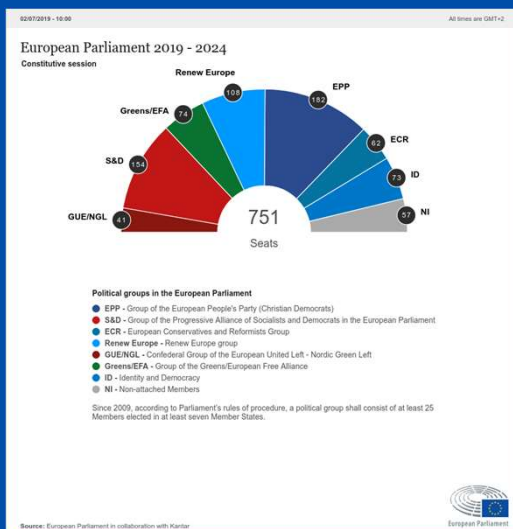 02/07/2019 - 10:00
All times are GMT+2
European Parliament 2019 - 2024
Constitutive session
Renew Europe
108
EPP
182
Greens/EFA
74
ECR
62
S&D
154
ID
73
GUE/NGL
41
NI
57
751
Seats
Political groups in the European Parliament
EPP - Group of the European People's Party (Christian Democrats)
S&D - Group of the Progressive Alliance of Socialists and Democrats in the European Parliament
ECR - European Conservatives and Reformists Group
Renew Europe - Renew Europe group
GUE/NGL - Confederal Group of the European United Left - Nordic Green Left
Greens/EFA - Group of the Greens/European Free Alliance
ID - Identity and Democracy
NI - Non-attached Members
Since 2009, according to Parliament's rules of procedure, a political group shall consist of at least 25
Members elected in at least seven Member States.
European Parliament
Source: European Parliament in collaboration with Kantar